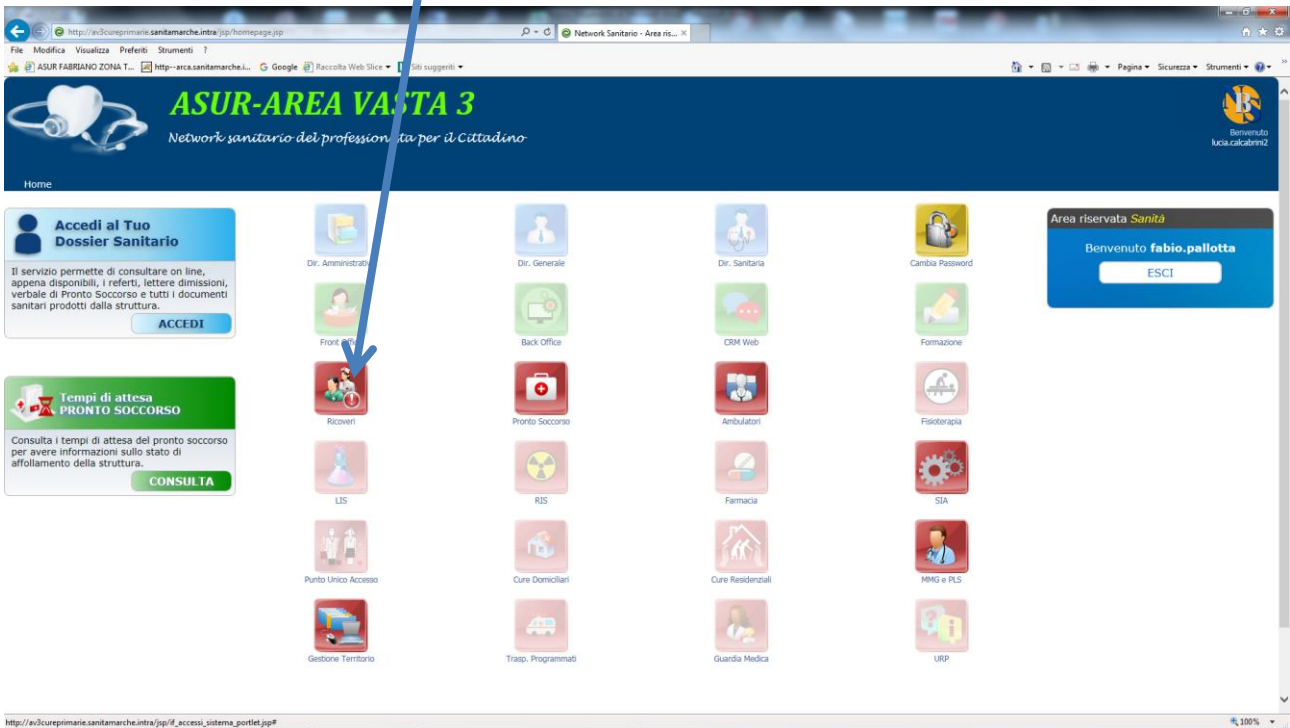 http://av3cureprimarie.sanitamarche.intra/jsp/homepage.jsp
Network Sanitario - Area ris...
File Modifica Visualizza Preferiti Strumenti ?
ASUR FABRIANO ZONA T... http--arca.sanitamarche.i... Google Raccolta Web Slice Siti suggeriti
Pagina Sicurezza Strumenti
ASUR-AREA VASTA 3
Network sanitario del professionista per il Cittadino
Benvenuto
lucia.calcabrini2
Home
Accedi al Tuo
Dossier Sanitario
Il servizio permette di consultare on line,
appena disponibili, i referti, lettere dimissioni,
verbale di Pronto Soccorso e tutti i documenti
sanitari prodotti dalla struttura.
ACCEDI
Tempi di attesa
PRONTO SOCCORSO
Consulta i tempi di attesa del pronto soccorso
per avere informazioni sullo stato di
affollamento della struttura.
CONSULTA
Dir. Amministrativa
Dir. Generale
Dir. Sanitaria
Cambia Password
Front Office
Back Office
CRM Web
Formazione
Ricoveri
Pronto Soccorso
Ambulatori
Fisioterapia
LIS
RIS
Farmacia
SIA
Punto Unico Accesso
Cure Domiciliari
Cure Residenziali
MMG e PLS
Gestione Territorio
Trasp. Programmati
Guardia Medica
URP
Area riservata Sanità
Benvenuto fabio.pallotta
ESCI
http://av3cureprimarie.sanitamarche.intra/jsp/if_accessi_sistema_portlet.jsp#
100%